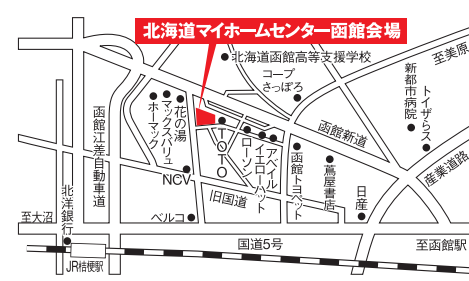 北海道マイホームセンター函館会場
北海道函館高等支援学校
コープ
さっぽろ
至美原
新都市病院
トイザらス
函館新道
産業道路
花の湯
マックスバリュ
ホーマック
函館江差自動車道
TOTO
ローソン
イエローハット
アベイル
函館トヨペット
蔦屋書店
日産
NCV
旧国道
ベルコ
北洋銀行
至大沼
国道5号
至函館駅
JR桔梗駅